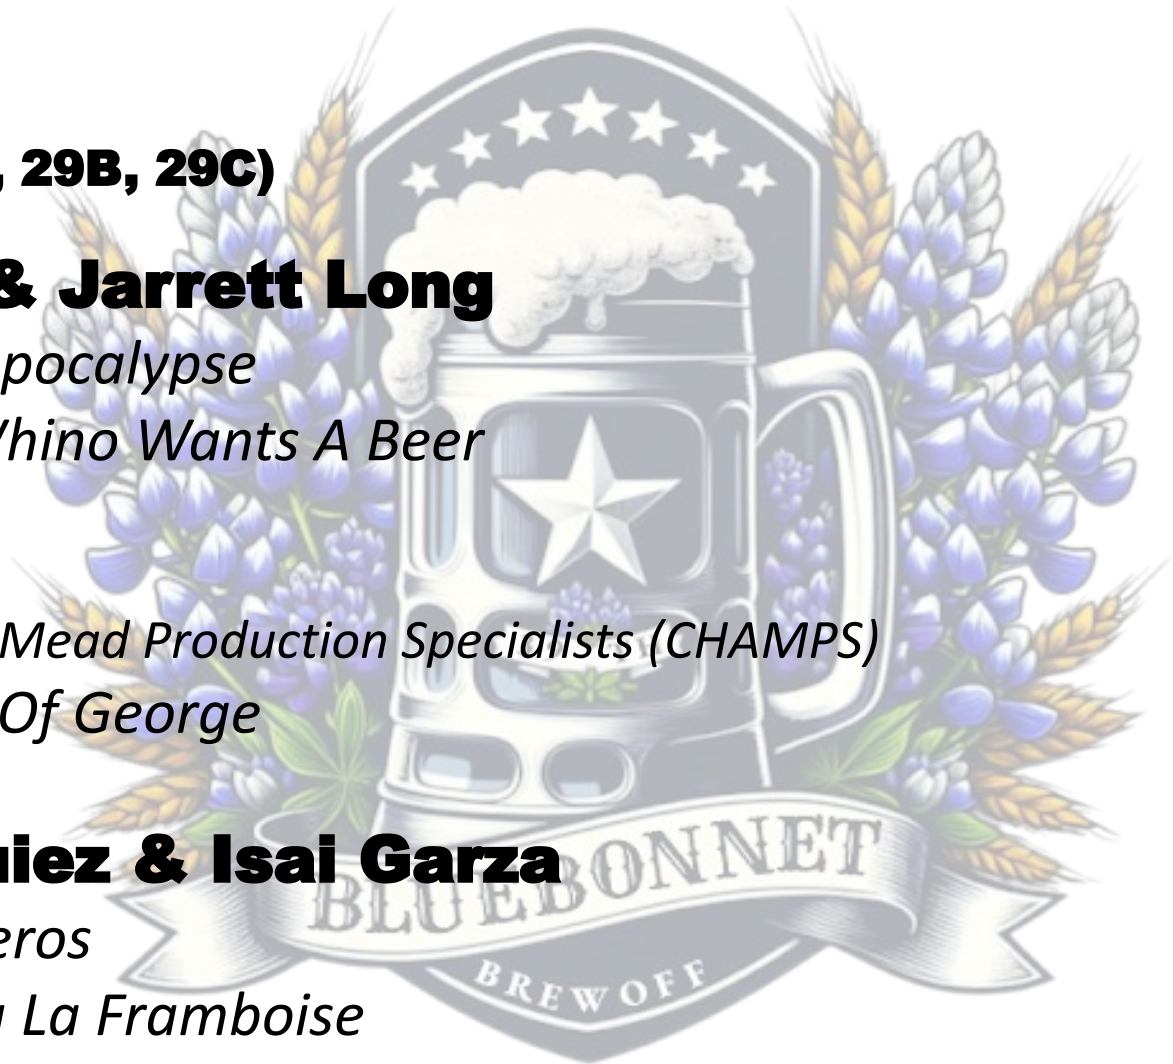 , 29B, 29C)
& Jarrett Long
pocalypse
hino Wants A Beer
Mead Production Specialists (CHAMPS)
Of George
iez & Isai Garza
BLUEBONNET
eros
BREWOFF
La Framboise